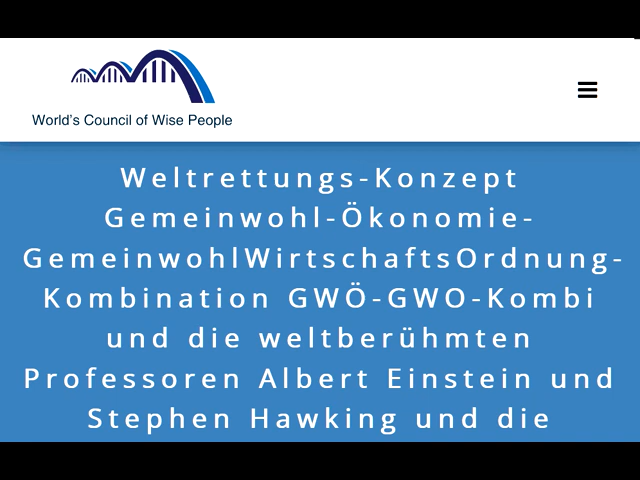 World's Council of Wise People
Weltrettungs-Konzept
Gemeinwohl-Ökonomie-
GemeinwohlWirtschaftsOrdnung-
Kombination GWÖ-GWO-Kombi
und die weltberühmten
Professoren Albert Einstein und
Stephen Hawking und die